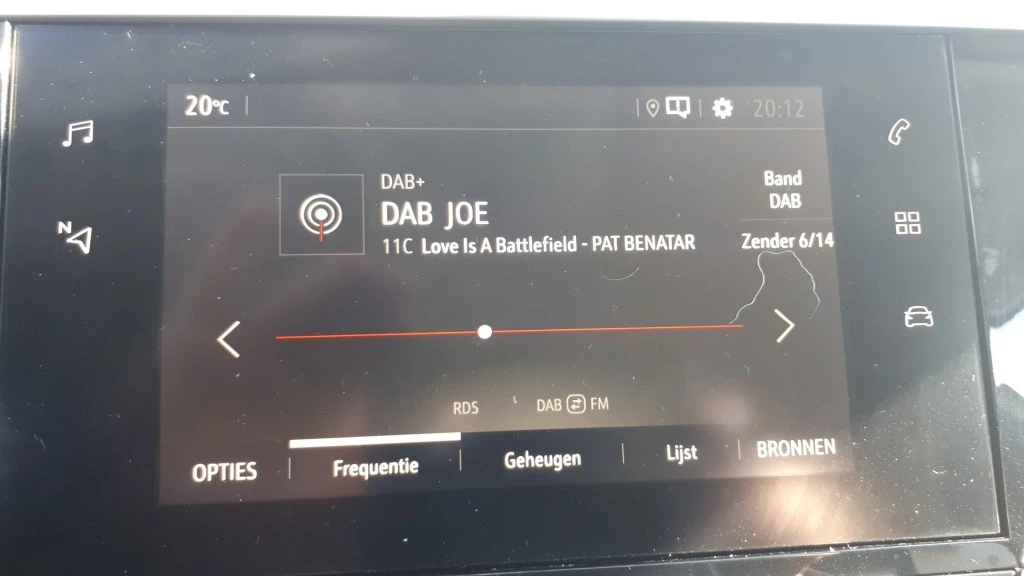 20°C
20:12
N
DAB+
DAB JOE
11C Love Is A Battlefield - PAT BENATAR
Band
DAB
Zender 6/14
RDS
DAB FM
OPTIES
Frequentie
Geheugen
Lijst
BRONNEN